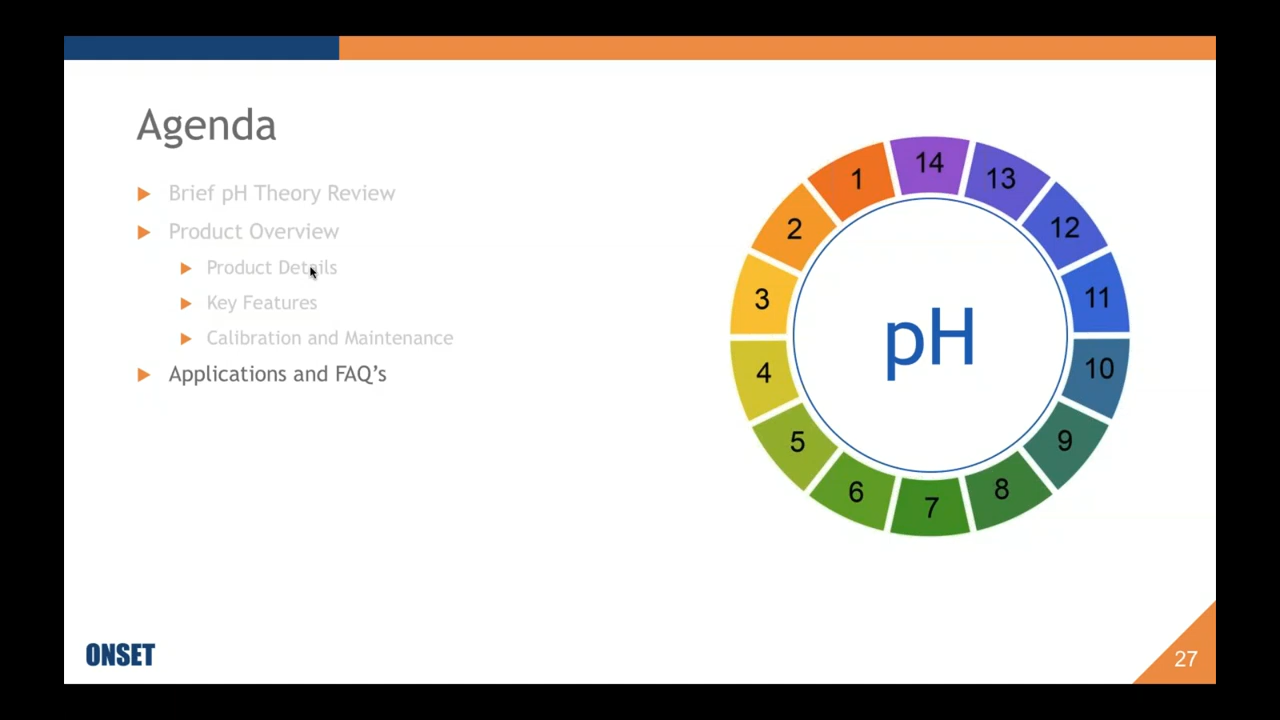 Agenda
Brief pH Theory Review
Product Overview
Product Details
Key Features
Calibration and Maintenance
Applications and FAQ’s
14
13
12
11
10
9
8
7
6
5
4
3
2
1
pH
ONSET
27